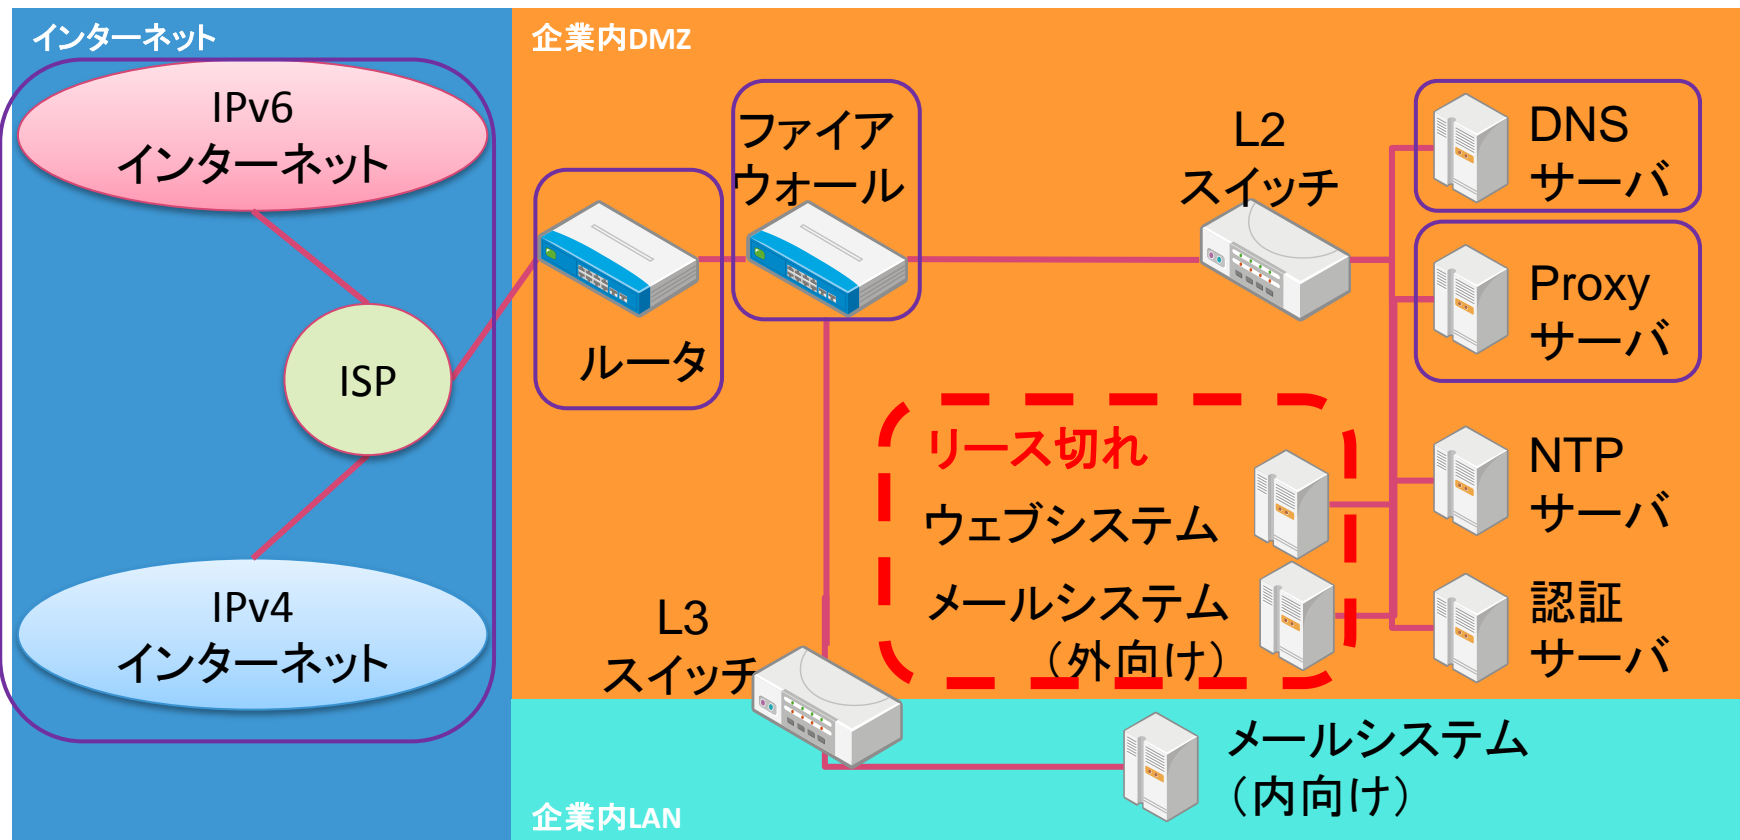 インターネット
企業内DMZ
IPv6
インターネット
ISP
IPv4
インターネット
ルータ
ファイア
ウォール
L2
スイッチ
DNS
サーバ
Proxy
サーバ
リース切れ
ウェブシステム
メールシステム
（外向け）
NTP
サーバ
認証
サーバ
L3
スイッチ
メールシステム
（内向け）
企業内LAN